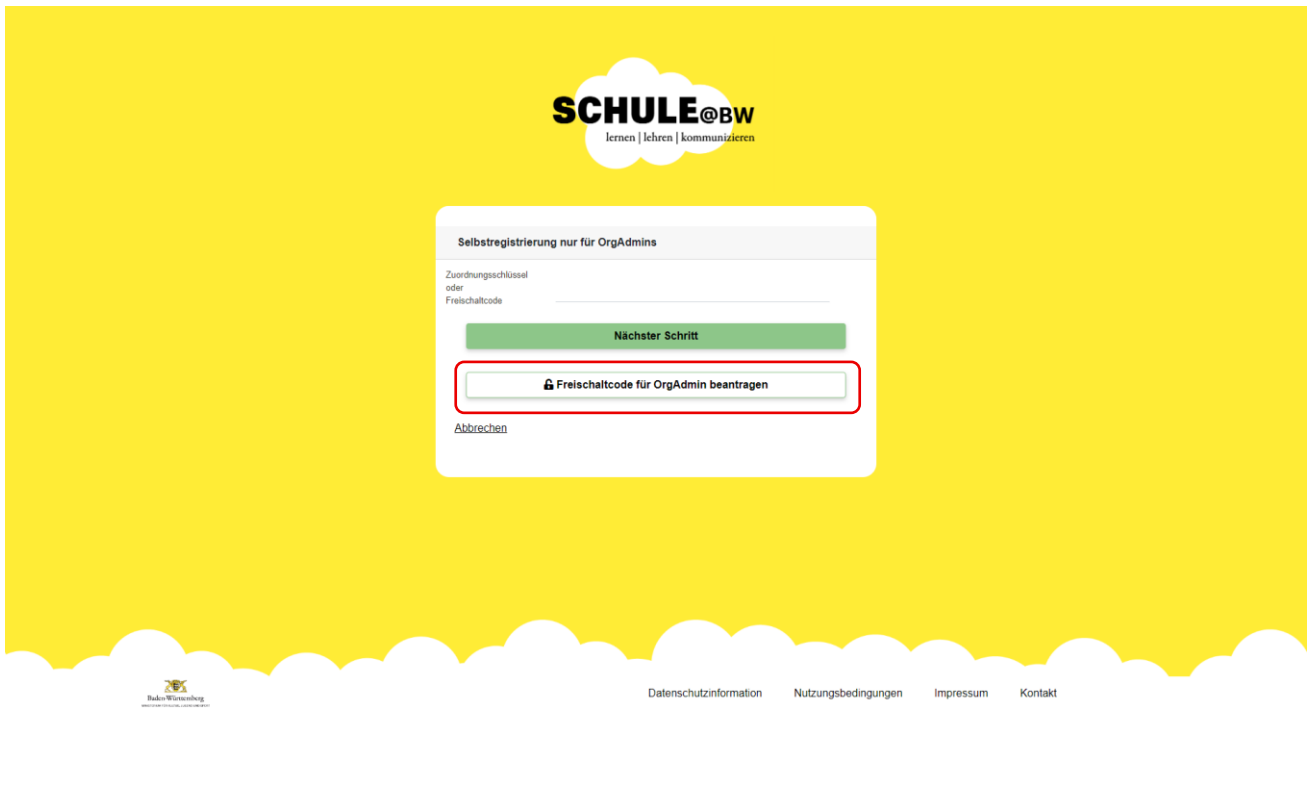 SCHULE@BW
lernen | lehren | kommunizieren
Selbstregistrierung nur für OrgAdmins
Zuordnungsschlüssel
oder
Freischaltcode
Nächster Schritt
Freischaltcode für OrgAdmin beantragen
Abbrechen
Baden-Württemberg
Datenschutzinformation Nutzungsbedingungen Impressum Kontakt